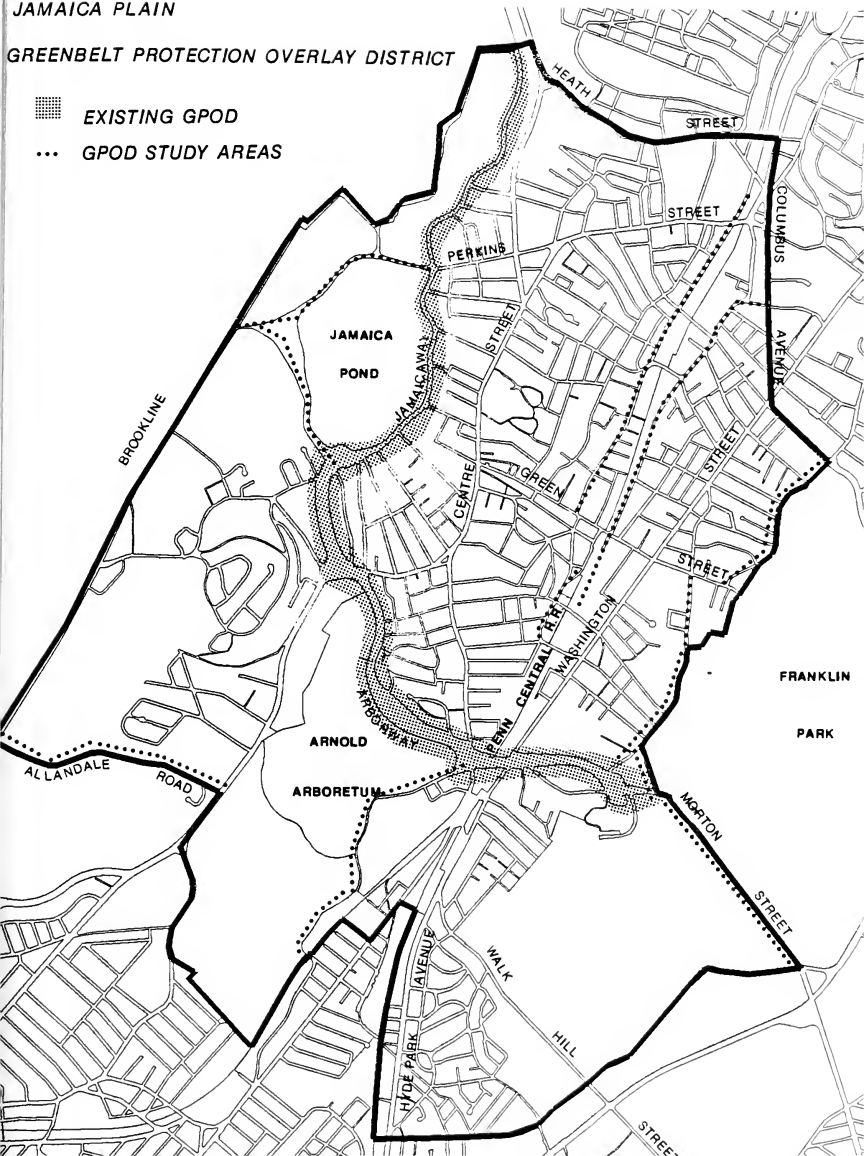 JAMAICA PLAIN
GREENBELT PROTECTION OVERLAY DISTRICT
EXISTING GPOD
••• GPOD STUDY AREAS
HEATH
STREET
STREET
COLUMBUS
AVENUE
PERKINS
JAMAICA
POND
JAMAICAWAY
STREET
CENTRE
BROOKLINE
GREEN
STREET
STREET
WASHINGTON
PENN CENTRAL R.R.
FRANKLIN
PARK
ARBOWAY
ARNOLD
ARBORETUM
ALLANDALE
ROAD
MORTON
STREET
WALK
HILL
STREET
HYDE PARK
AVENUE